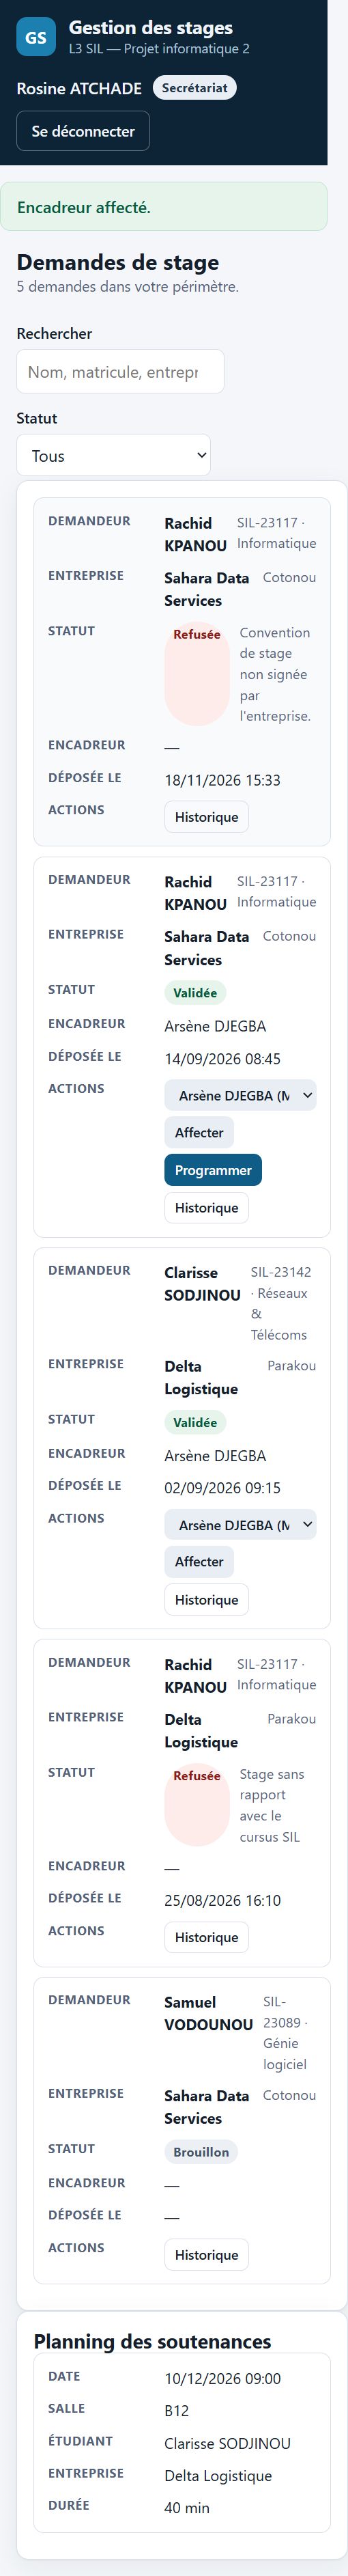 GS
Gestion des stages
L3 SIL — Projet informatique 2
Rosine ATCHADE Secrétariat
Se déconnecter
Encadreur affecté.
Demandes de stage
5 demandes dans votre périmètre.
Rechercher
Nom, matricule, entrepr
Statut
Tous
DEMANDEUR Rachid SIL-23117 ·
KPANOU Informatique
ENTREPRISE Sahara Data Cotonou
Services
STATUT Refusée Convention
de stage
non signée
par
l'entreprise.
ENCADREUR —
DÉPOSÉE LE 18/11/2026 15:33
ACTIONS Historique
DEMANDEUR Rachid SIL-23117 ·
KPANOU Informatique
ENTREPRISE Sahara Data Cotonou
Services
STATUT Validée
ENCADREUR Arsène DJEGBA
DÉPOSÉE LE 14/09/2026 08:45
ACTIONS Arsène DJEGBA (M
Affecter
Programmer
Historique
DEMANDEUR Clarisse SIL-23142
SODJINOU · Réseaux
&
Télécoms
ENTREPRISE Delta Parakou
Logistique
STATUT Validée
ENCADREUR Arsène DJEGBA
DÉPOSÉE LE 02/09/2026 09:15
ACTIONS Arsène DJEGBA (M
Affecter
Historique
DEMANDEUR Rachid SIL-23117 ·
KPANOU Informatique
ENTREPRISE Delta Parakou
Logistique
STATUT Refusée Stage sans
rapport
avec le
cursus SIL
ENCADREUR —
DÉPOSÉE LE 25/08/2026 16:10
ACTIONS Historique
DEMANDEUR Samuel SIL-
VODOUNOU 23089 ·
Génie
logiciel
ENTREPRISE Sahara Data Cotonou
Services
STATUT Brouillon
ENCADREUR —
DÉPOSÉE LE —
ACTIONS Historique
Planning des soutenances
DATE 10/12/2026 09:00
SALLE B12
ÉTUDIANT Clarisse SODJINOU
ENTREPRISE Delta Logistique
DURÉE 40 min